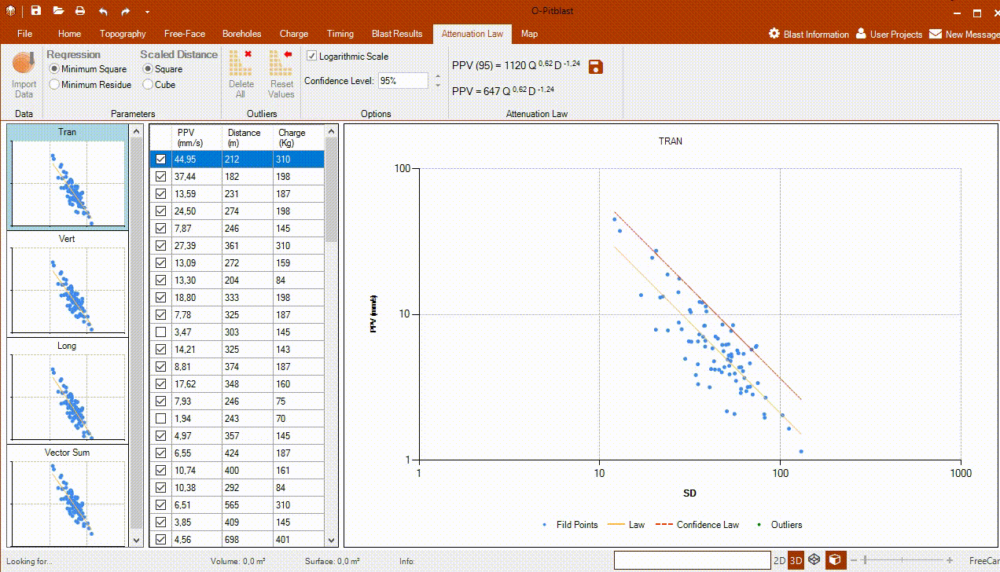 O-Pitblast
File Home Topography Free-Face Boreholes Charge Timing Blast Results Attenuation Law Map Blast Information User Projects New Message
Regression Scaled Distance
Minimum Square Square
Minimum Residue Cube
Import Data
Delete All
Reset Values
Logarithmic Scale
Confidence Level: 95%
PPV (95) = 1120 Q 0,62 D -1,24
PPV = 647 Q 0,62 D -1,24
Data Parameters Outliers Options Attenuation Law
Tran
Vert
Long
Vector Sum
PPV (mm/s) Distance (m) Charge (Kg)
44,95 212 310
37,44 182 198
13,59 231 187
24,50 274 198
7,87 246 145
27,39 361 310
13,09 272 159
13,30 204 84
18,80 333 198
7,78 325 187
3,47 303 145
14,21 325 143
8,81 374 187
17,62 348 160
7,93 246 75
1,94 243 70
4,97 357 145
6,55 424 187
10,74 400 161
10,38 292 84
6,51 565 310
3,85 409 145
4,56 698 401
TRAN
100
10
1
PPV (mm/s)
1 10 100 1000
SD
Fild Points Law Confidence Law Outliers
Looking for... Volume: 0,0 m³ Surface: 0,0 m² Info: 2D 3D FreeCam